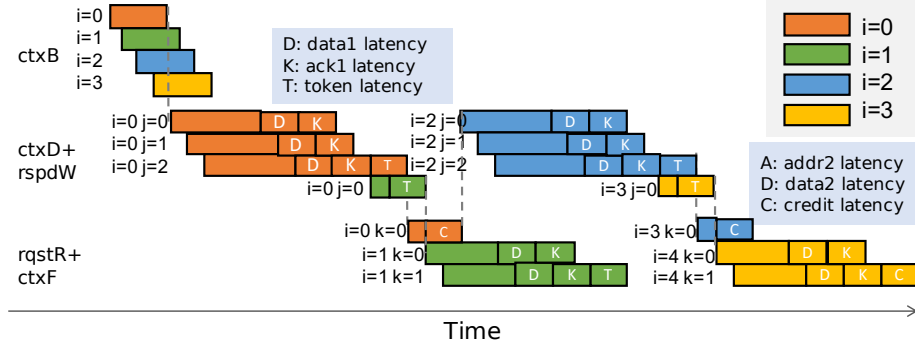 i=0
i=1
i=2
i=3
ctxB
D: data1 latency
K: ack1 latency
T: token latency
i=0
i=1
i=2
i=3
ctxD+
rspdW
i=0 j=0
D K
i=0 j=1
D K
i=0 j=2
D K T
i=0 j=0
T
i=2 j=0
D K
i=2 j=1
D K
i=2 j=2
D K T
i=3 j=0
T
A: addr2 latency
D: data2 latency
C: credit latency
rqstR+
ctxF
i=0 k=0
C
i=1 k=0
D K
i=1 k=1
D K T
i=3 k=0
C
i=4 k=0
D K
i=4 k=1
D K C
Time